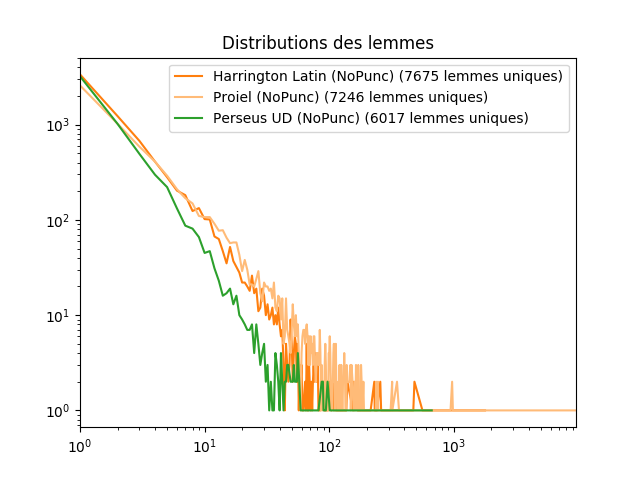 Distributions des lemmes
Harrington Latin (NoPunc) (7675 lemmes uniques)
Proiel (NoPunc) (7246 lemmes uniques)
Perseus UD (NoPunc) (6017 lemmes uniques)
10³
10²
10¹
10⁰
10⁰ 10¹ 10² 10³